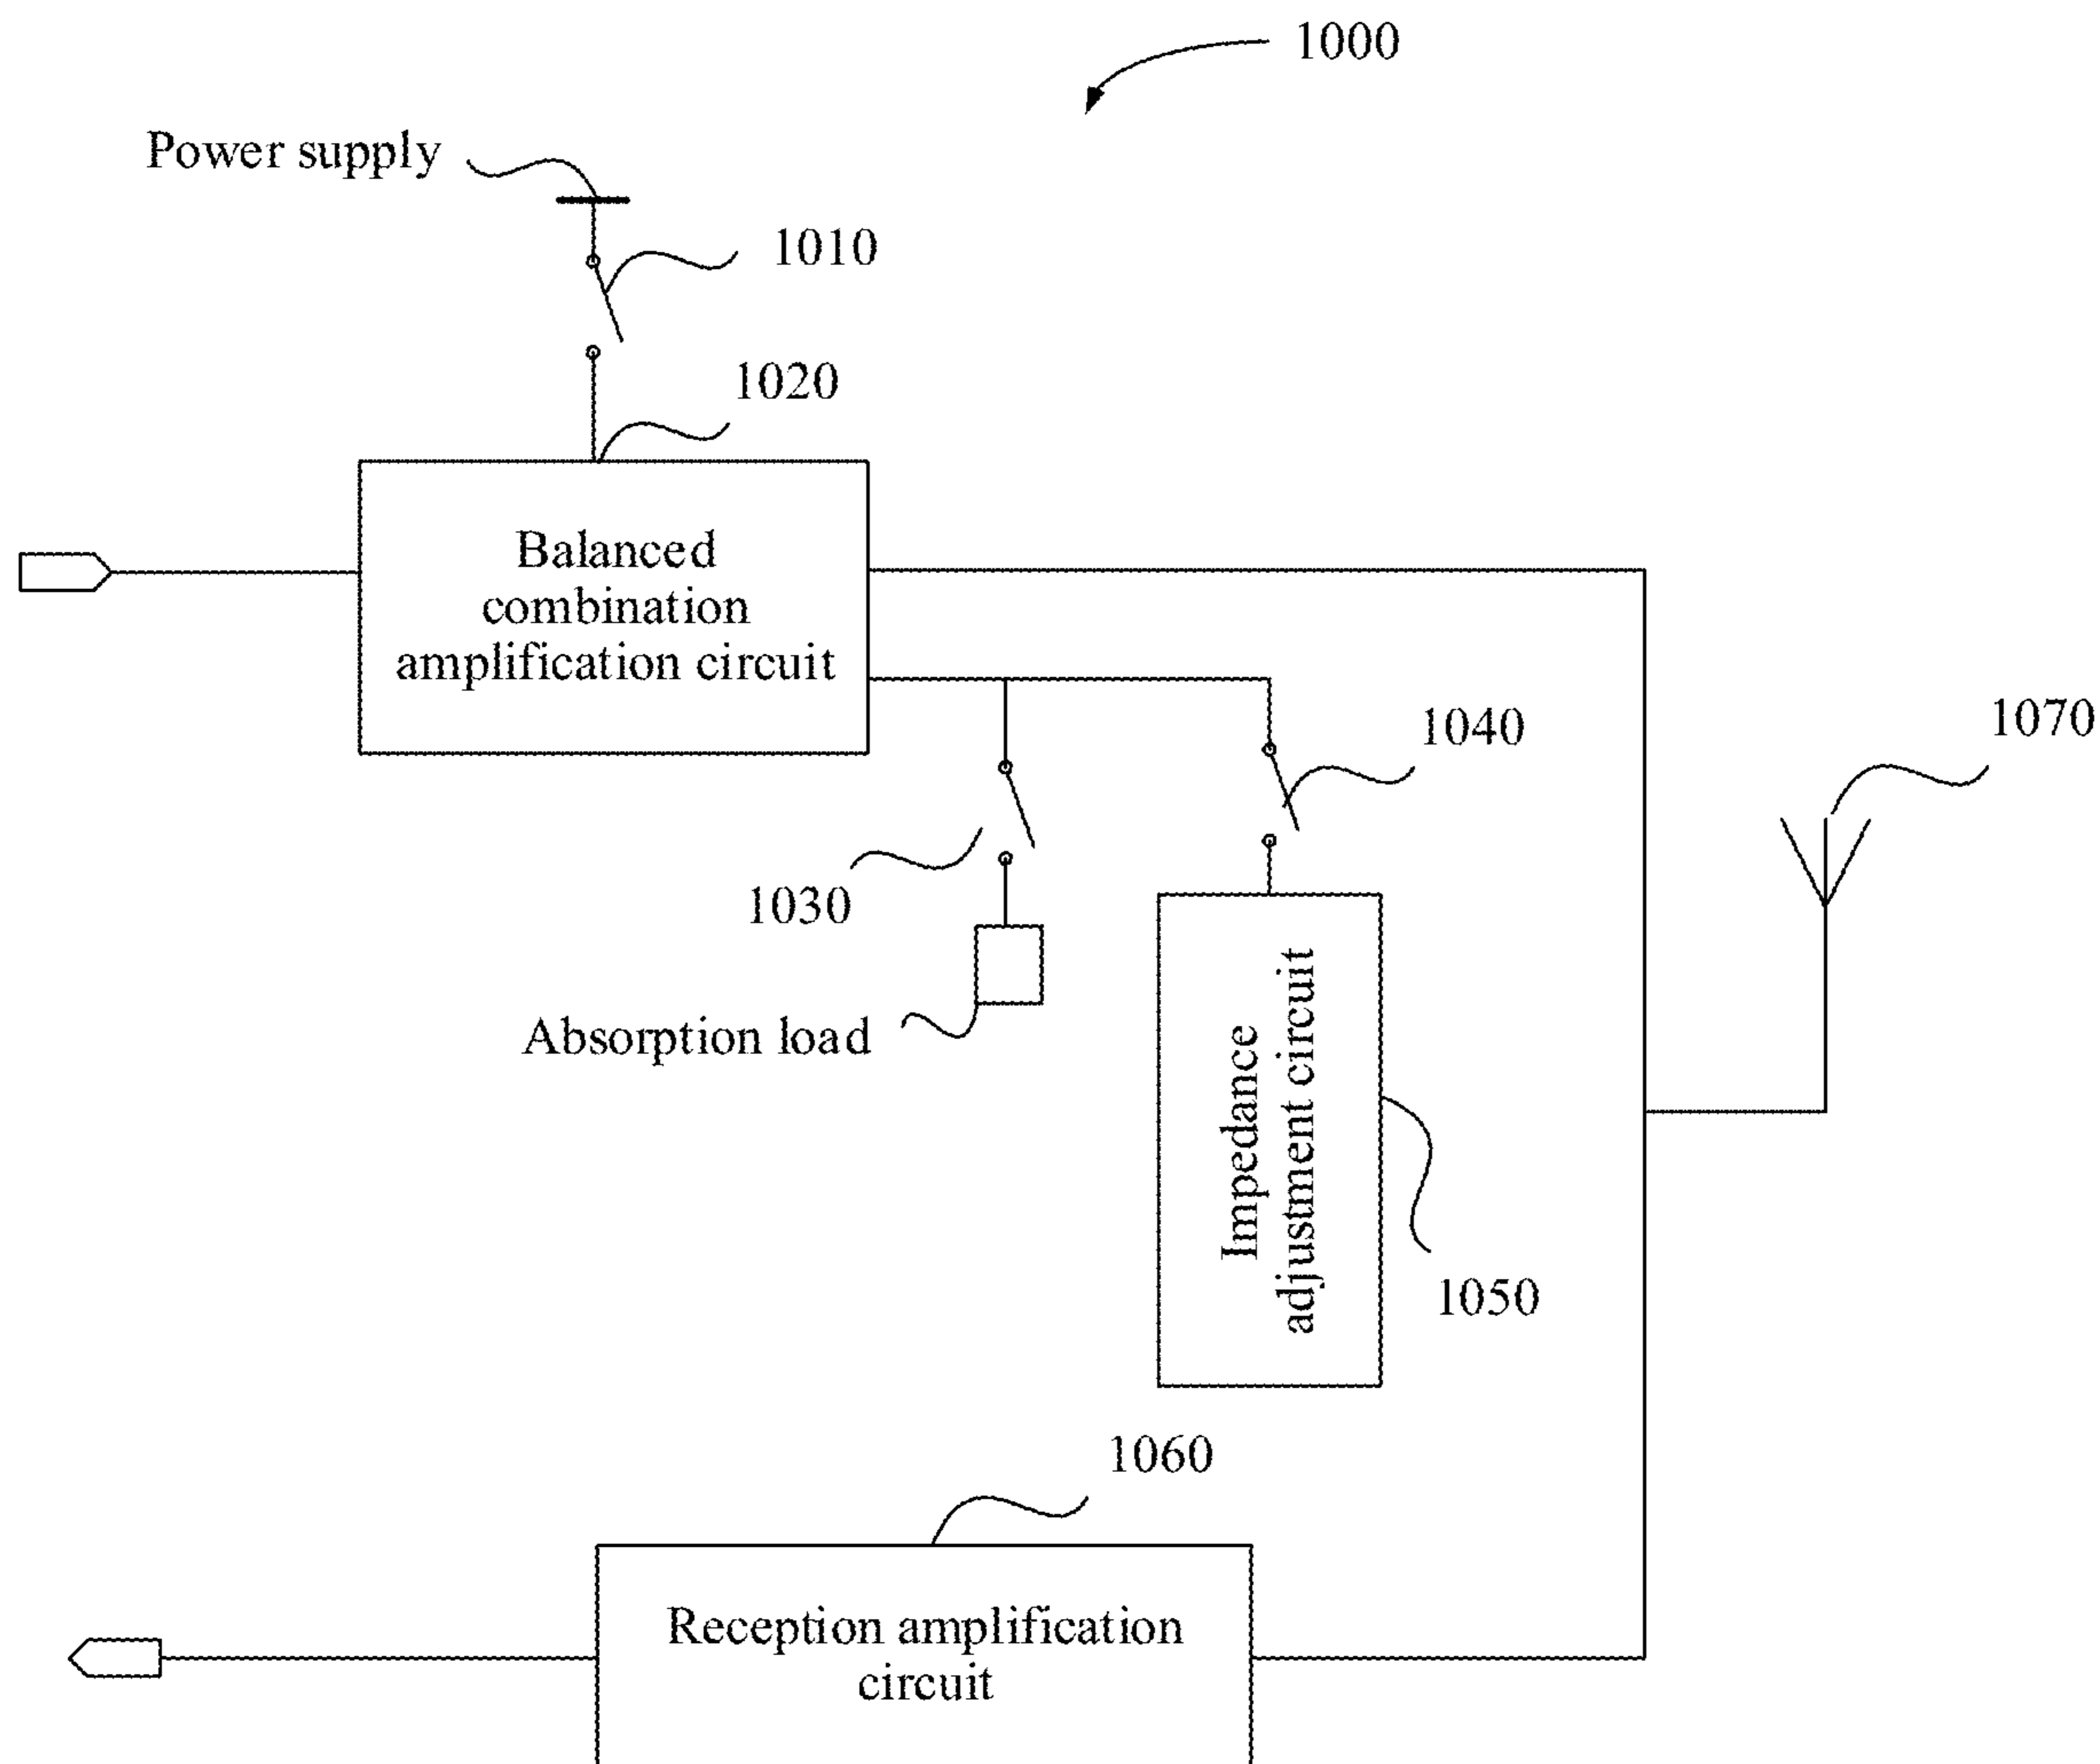 1000
Power supply
1010
1020
Balanced
combination
amplification circuit
1040
1070
1030
Absorption load
Impedance
adjustment circuit
1050
1060
Reception amplification
circuit